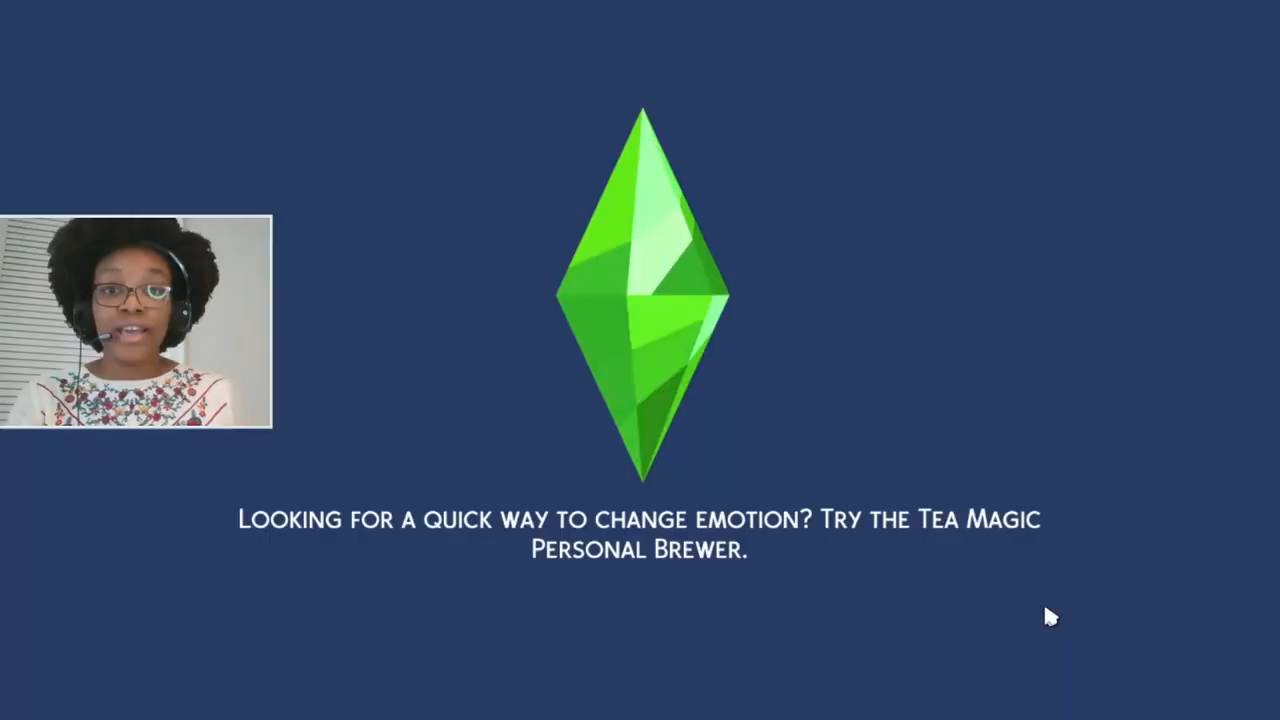 Looking for a quick way to change emotion? Try the Tea Magic
Personal Brewer.